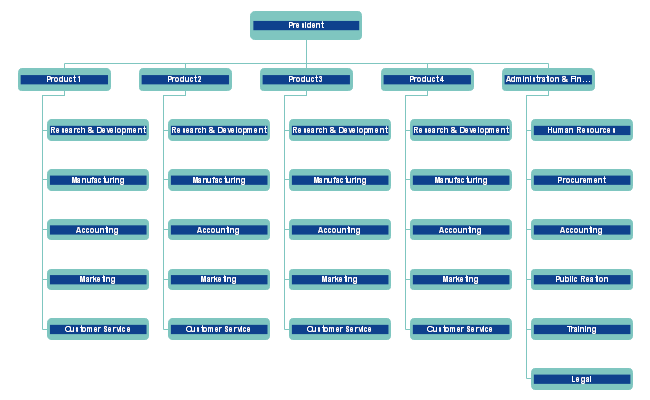 President
Product1
Product2
Product3
Product4
Administration & Fin...
Research & Development
Research & Development
Research & Development
Research & Development
Human Resources
Manufacturing
Manufacturing
Manufacturing
Manufacturing
Procurement
Accounting
Accounting
Accounting
Accounting
Accounting
Marketing
Marketing
Marketing
Marketing
Public Reation
Customer Service
Customer Service
Customer Service
Customer Service
Training
Legal